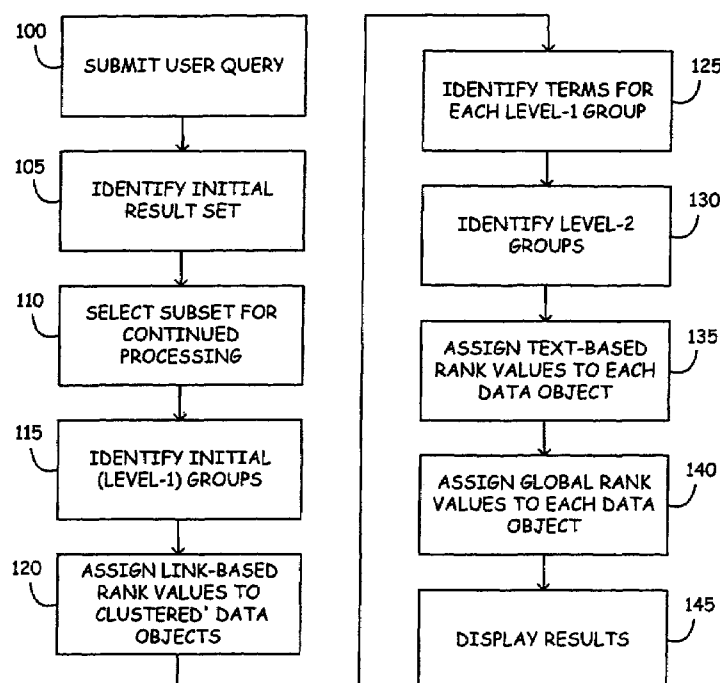 100
SUBMIT USER QUERY
105
IDENTIFY INITIAL
RESULT SET
110
SELECT SUBSET FOR
CONTINUED
PROCESSING
115
IDENTIFY INITIAL
(LEVEL-1) GROUPS
120
ASSIGN LINK-BASED
RANK VALUES TO
CLUSTERED' DATA
OBJECTS
125
IDENTIFY TERMS FOR
EACH LEVEL-1 GROUP
130
IDENTIFY LEVEL-2
GROUPS
135
ASSIGN TEXT-BASED
RANK VALUES TO EACH
DATA OBJECT
140
ASSIGN GLOBAL RANK
VALUES TO EACH DATA
OBJECT
145
DISPLAY RESULTS